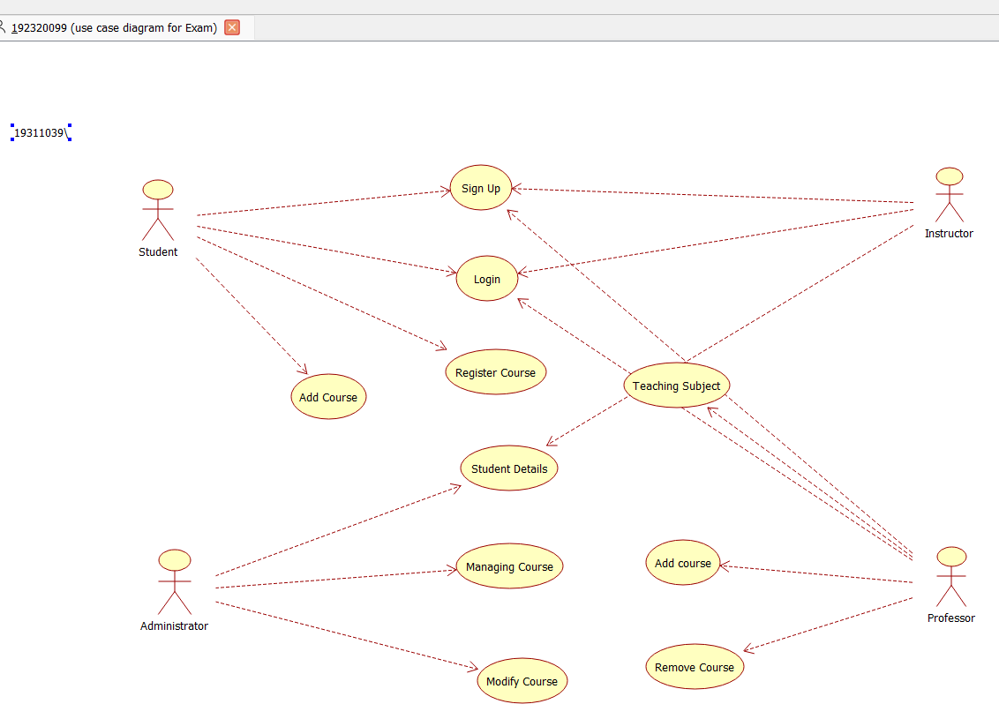 192320099 (use case diagram for Exam)
19311039\
Sign Up
Student
Instructor
Login
Register Course
Add Course
Teaching Subject
Student Details
Managing Course
Add course
Administrator
Professor
Remove Course
Modify Course